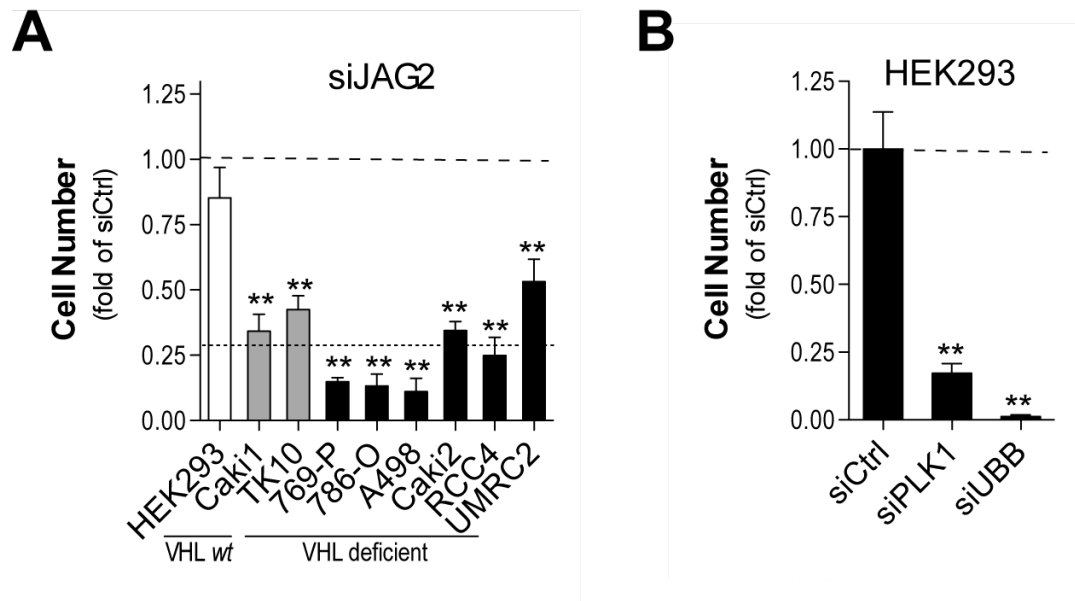 A
siJAG2
Cell Number
(fold of siCtrl)
1.25
1.00
0.75
0.50
0.25
0.00
**
**
**
**
**
**
**
**
HEK293
Caki1
TK10
769-P
786-O
A498
Caki2
RCC4
UMRC2
VHL wt
VHL deficient
B
HEK293
Cell Number
(fold of siCtrl)
1.25
1.00
0.75
0.50
0.25
0.00
**
**
siCtrl
siPLK1
siUBB